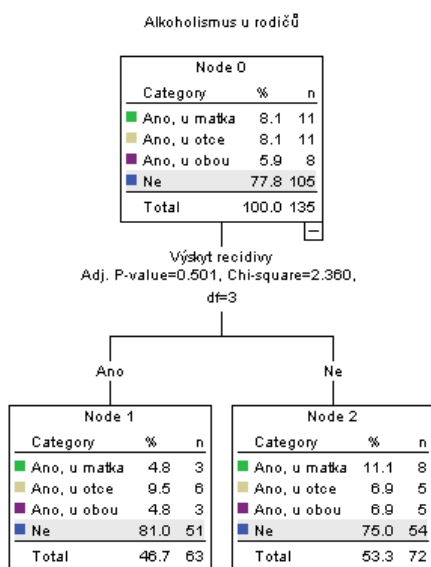 Alkoholismus u rodičů
Node 0
Category % n
Ano, u matka 8.1 11
Ano, u otce 8.1 11
Ano, u obou 5.9 8
Ne 77.8 105
Total 100.0 135
Výskyt recidivy
Adj. P-value=0.501, Chi-square=2.360,
df=3
Ano
Ne
Node 1
Category % n
Ano, u matka 4.8 3
Ano, u otce 9.5 6
Ano, u obou 4.8 3
Ne 81.0 51
Total 46.7 63
Node 2
Category % n
Ano, u matka 11.1 8
Ano, u otce 6.9 5
Ano, u obou 6.9 5
Ne 75.0 54
Total 53.3 72